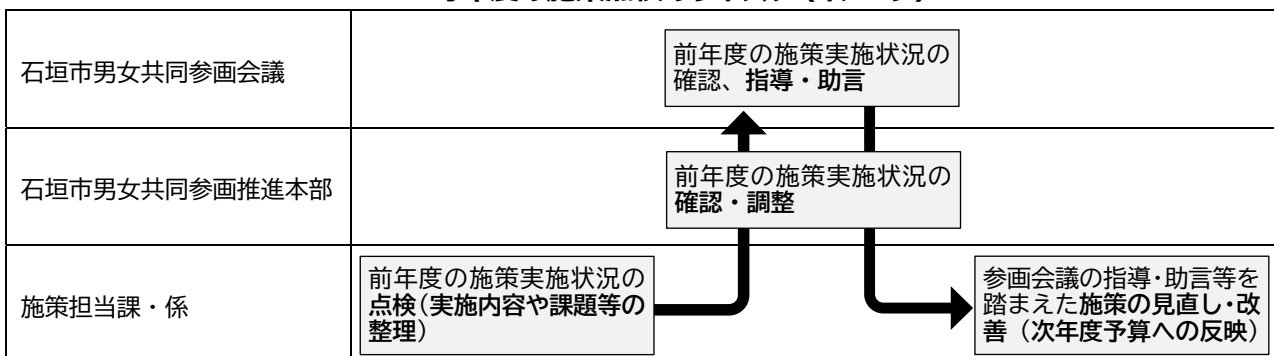 石垣市男女共同参画会議
前年度の施策実施状況の
確認、指導・助言
石垣市男女共同参画推進本部
前年度の施策実施状況の
確認・調整
施策担当課・係
前年度の施策実施状況の
点検（実施内容や課題等の
整理）
参画会議の指導・助言等を
踏まえた施策の見直し・改
善（次年度予算への反映）